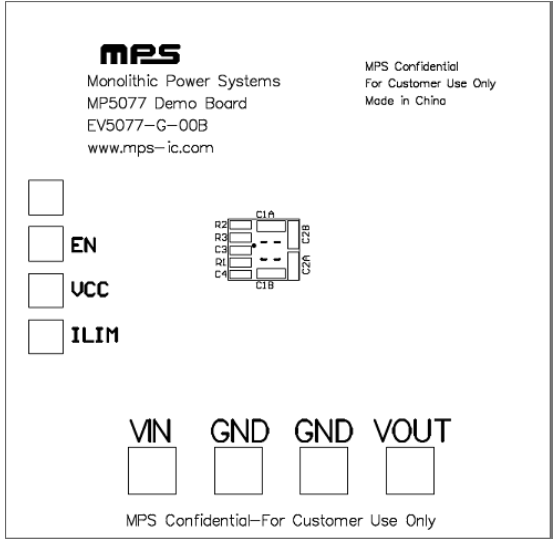 MPS
Monolithic Power Systems
MP5077 Demo Board
EV5077-G-00B
www.mps-ic.com
MPS Confidential
For Customer Use Only
Made in China
EN
VCC
ILIM
C1A
R2
R3
C3
R1
C4
C2B
C2A
C1B
VIN GND GND VOUT
MPS Confidential-For Customer Use Only